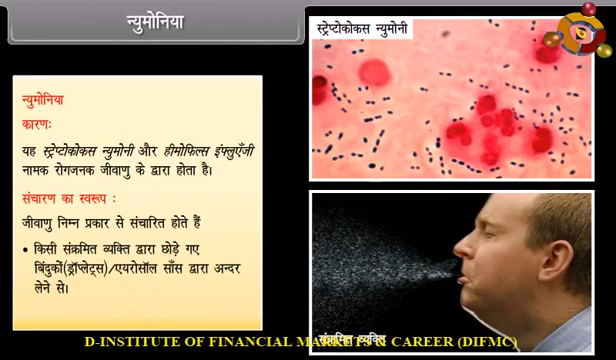 न्युमोनिया
स्ट्रेप्टोकोकस न्युमोनी
न्युमोनिया
कारणः
यह स्ट्रेप्टोकोकस न्युमोनी और हीमोफिल्स इंफ्लुएँजी
नामक रोगजनक जीवाणु के द्वारा होता है।
संचारण का स्वरूप :
जीवाणु निम्न प्रकार से संचारित होते हैं
• किसी संक्रमित व्यक्ति द्वारा छोड़े गए
बिंदुकों(ड्रॉप्लेट्स)/एयरोसॉल साँस द्वारा अन्दर
लेने से।
संक्रमित व्यक्ति
D-INSTITUTE OF FINANCIAL MARKETS & CAREER (DIFMC)